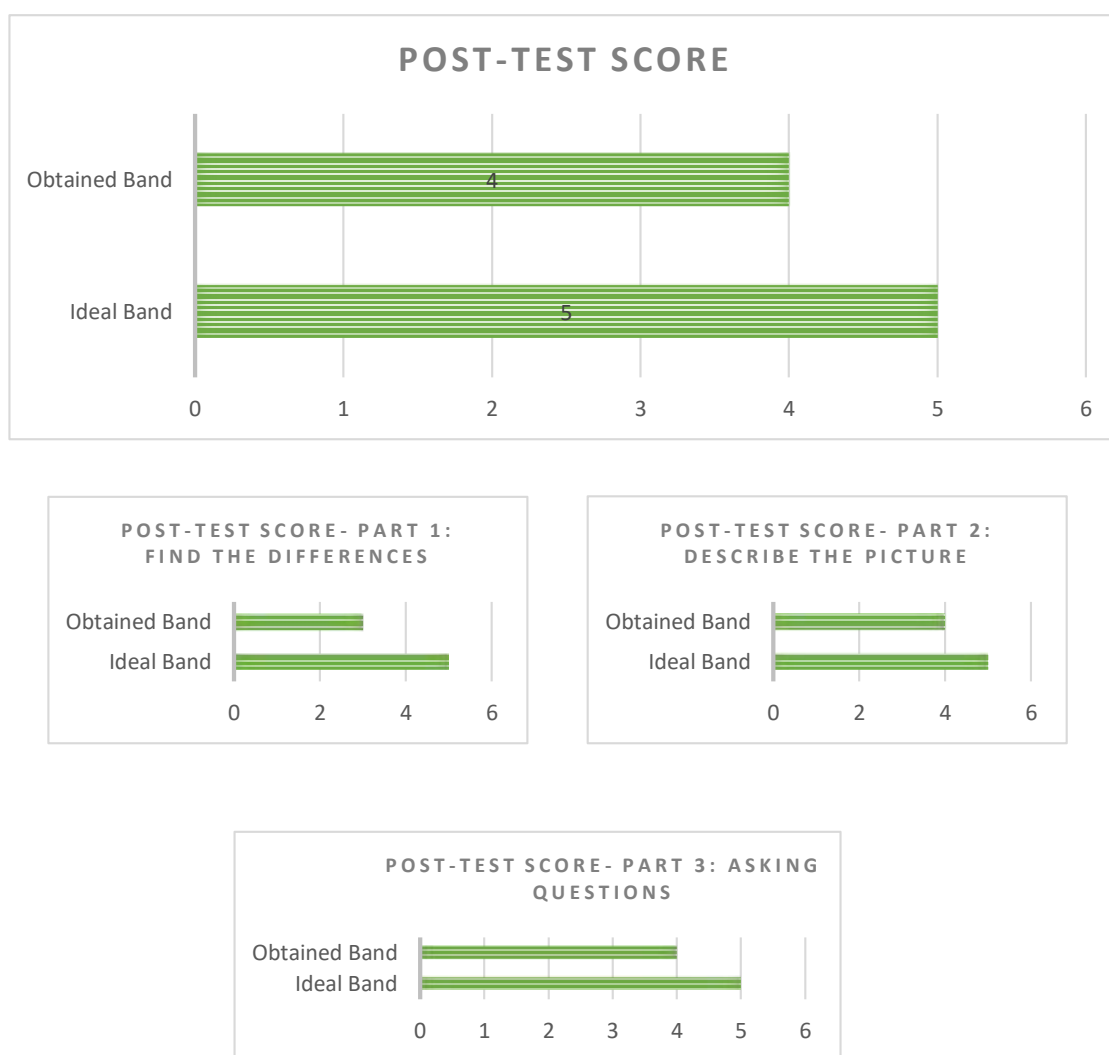 POST-TEST SCORE
Obtained Band
4
Ideal Band
5
0 1 2 3 4 5 6
POST-TEST SCORE- PART 1:
FIND THE DIFFERENCES
Obtained Band
Ideal Band
0 2 4 6
POST-TEST SCORE- PART 2:
DESCRIBE THE PICTURE
Obtained Band
Ideal Band
0 2 4 6
POST-TEST SCORE- PART 3: ASKING
QUESTIONS
Obtained Band
Ideal Band
0 1 2 3 4 5 6